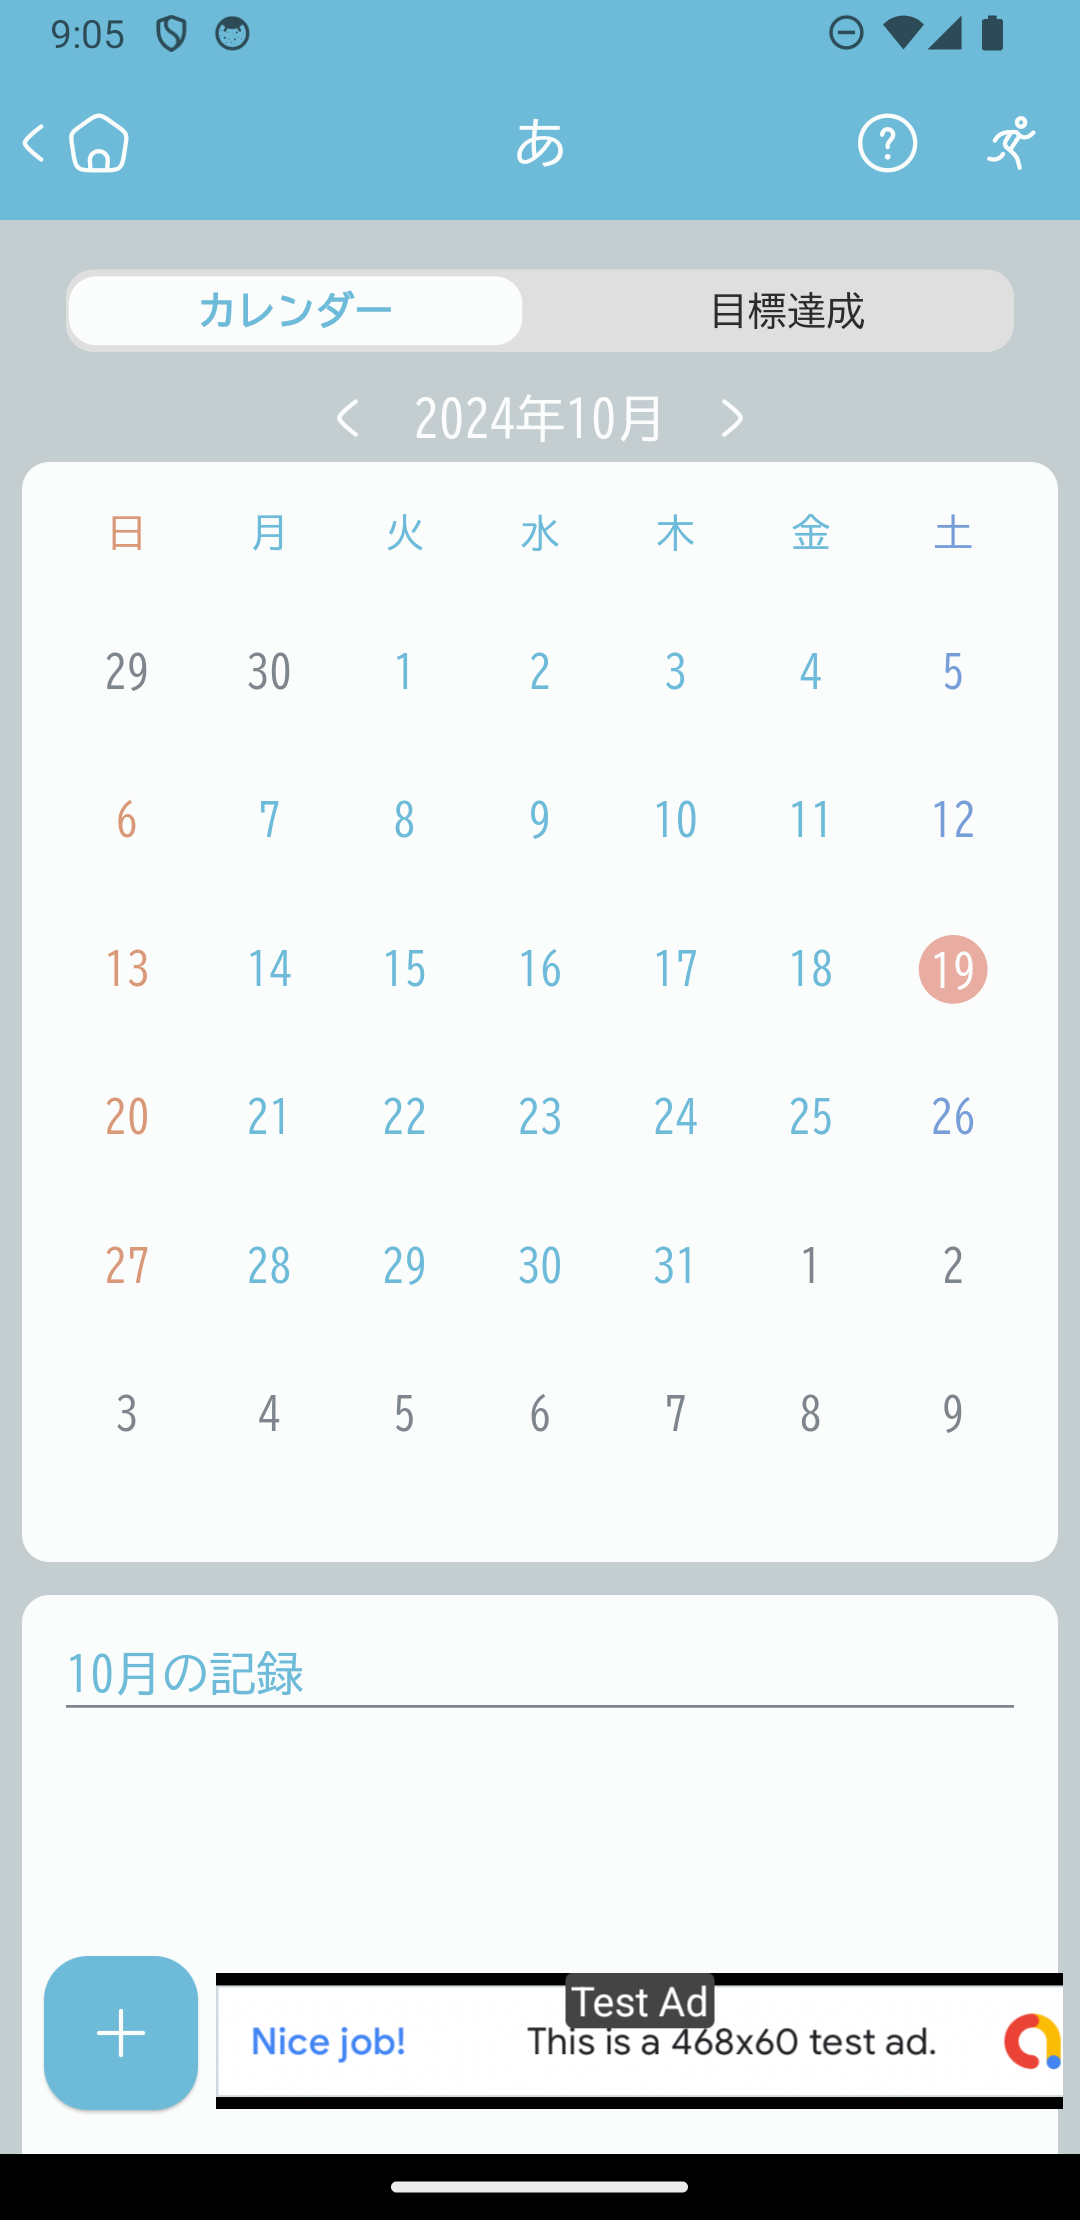 9:05
あ
カレンダー 目標達成
2024年10月
日 月 火 水 木 金 土
29 30 1 2 3 4 5
6 7 8 9 10 11 12
13 14 15 16 17 18 19
20 21 22 23 24 25 26
27 28 29 30 31 1 2
3 4 5 6 7 8 9
10月の記録
Test Ad
Nice job! This is a 468x60 test ad.